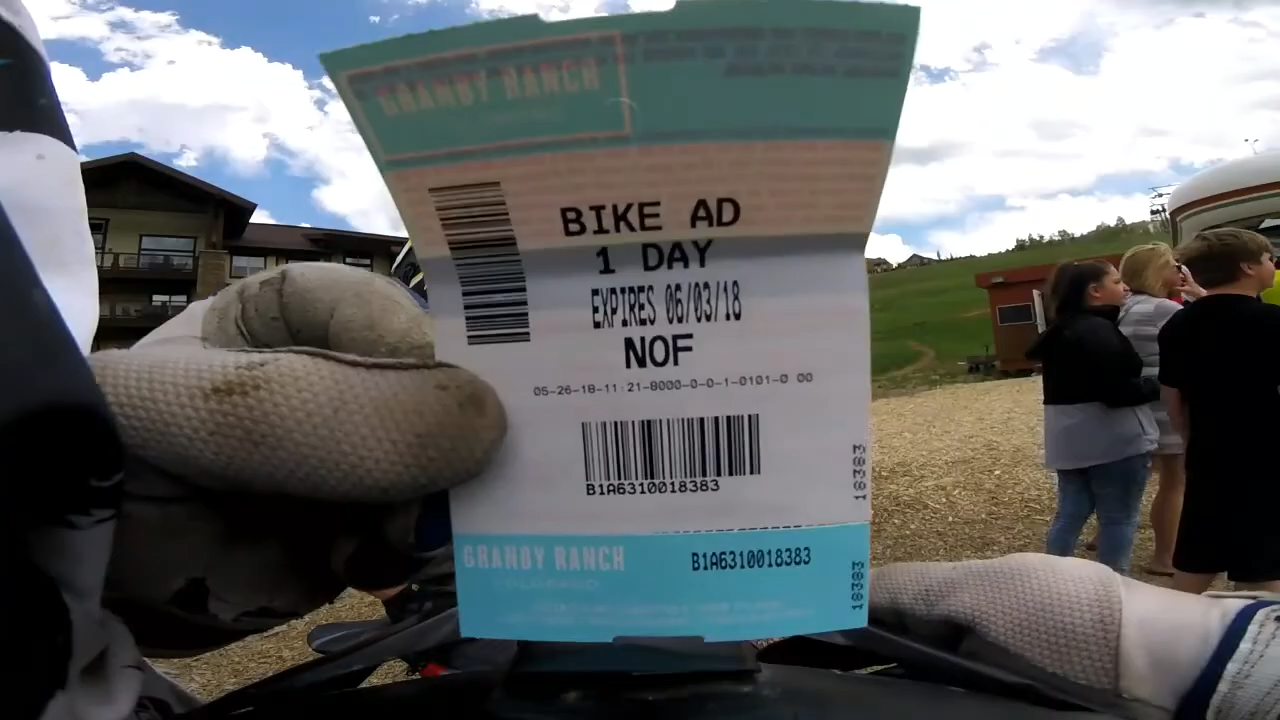 GRANBY RANCH
BIKE AD
1 DAY
EXPIRES 06/03/18
NOF
05-26-18-11:21-8000-0-0-1-0101-0 00
B1A6310018383
18383
GRANBY RANCH
COLORADO
B1A6310018383
18383